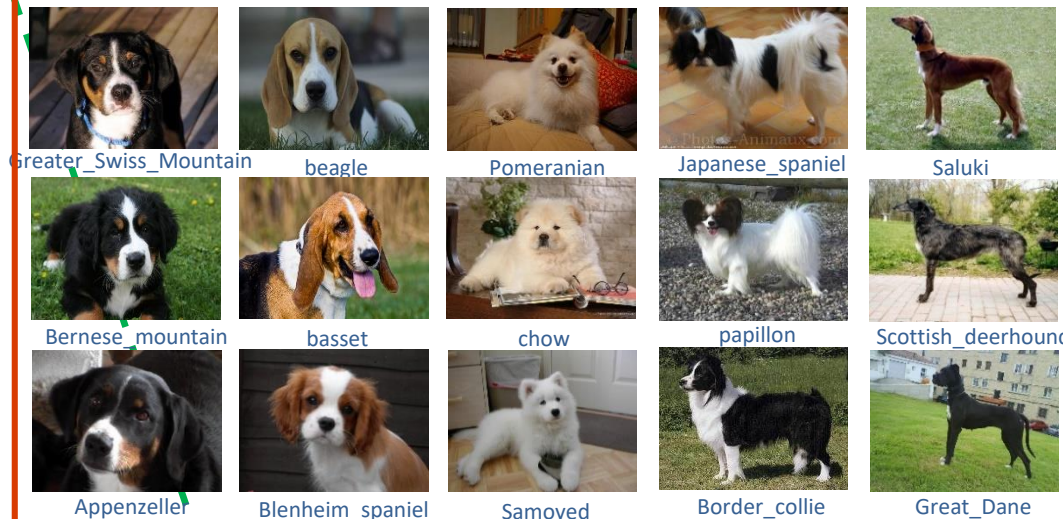 Greater_Swiss_Mountain
beagle
Pomeranian
Japanese_spaniel
Saluki
Bernese_mountain
basset
chow
papillon
Scottish_deerhound
Appenzeller
Blenheim_spaniel
Samoyed
Border_collie
Great_Dane